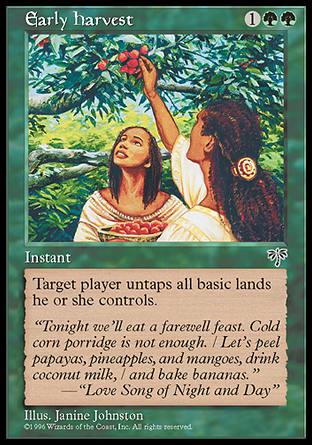 Early Harvest 1
Instant
Target player untaps all basic lands
he or she controls.
“Tonight we’ll eat a farewell feast. Cold
corn porridge is not enough. / Let’s peel
papayas, pineapples, and mangoes, drink
coconut milk, / and bake bananas.”
—“Love Song of Night and Day”
Illus. Janine Johnston
©1996 Wizards of the Coast, Inc. All rights reserved.